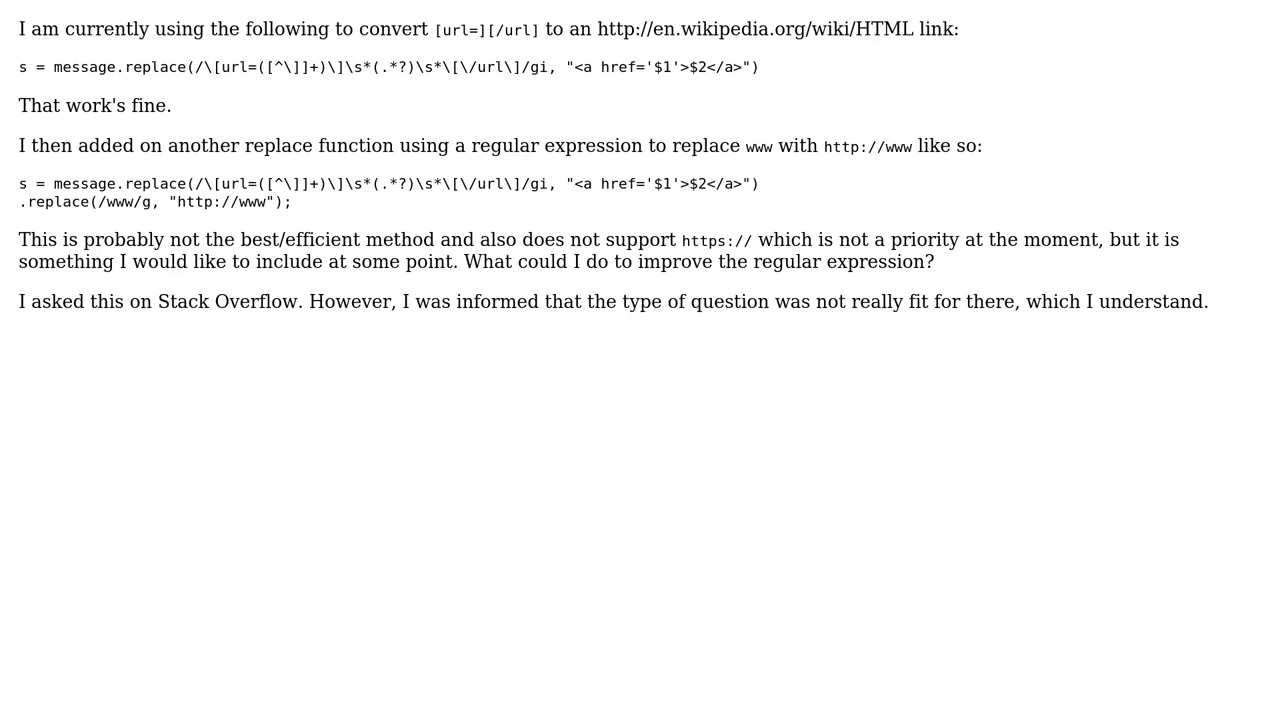 I am currently using the following to convert [url=][/url] to an http://en.wikipedia.org/wiki/HTML link:
s = message.replace(/\[url=([^\]]+)\]\s*(.*?)\s*\[\/url\]/gi, "<a href='$1'>$2</a>")
That work's fine.
I then added on another replace function using a regular expression to replace www with http://www like so:
s = message.replace(/\[url=([^\]]+)\]\s*(.*?)\s*\[\/url\]/gi, "<a href='$1'>$2</a>")
.replace(/www/g, "http://www");
This is probably not the best/efficient method and also does not support https:// which is not a priority at the moment, but it is
something I would like to include at some point. What could I do to improve the regular expression?
I asked this on Stack Overflow. However, I was informed that the type of question was not really fit for there, which I understand.